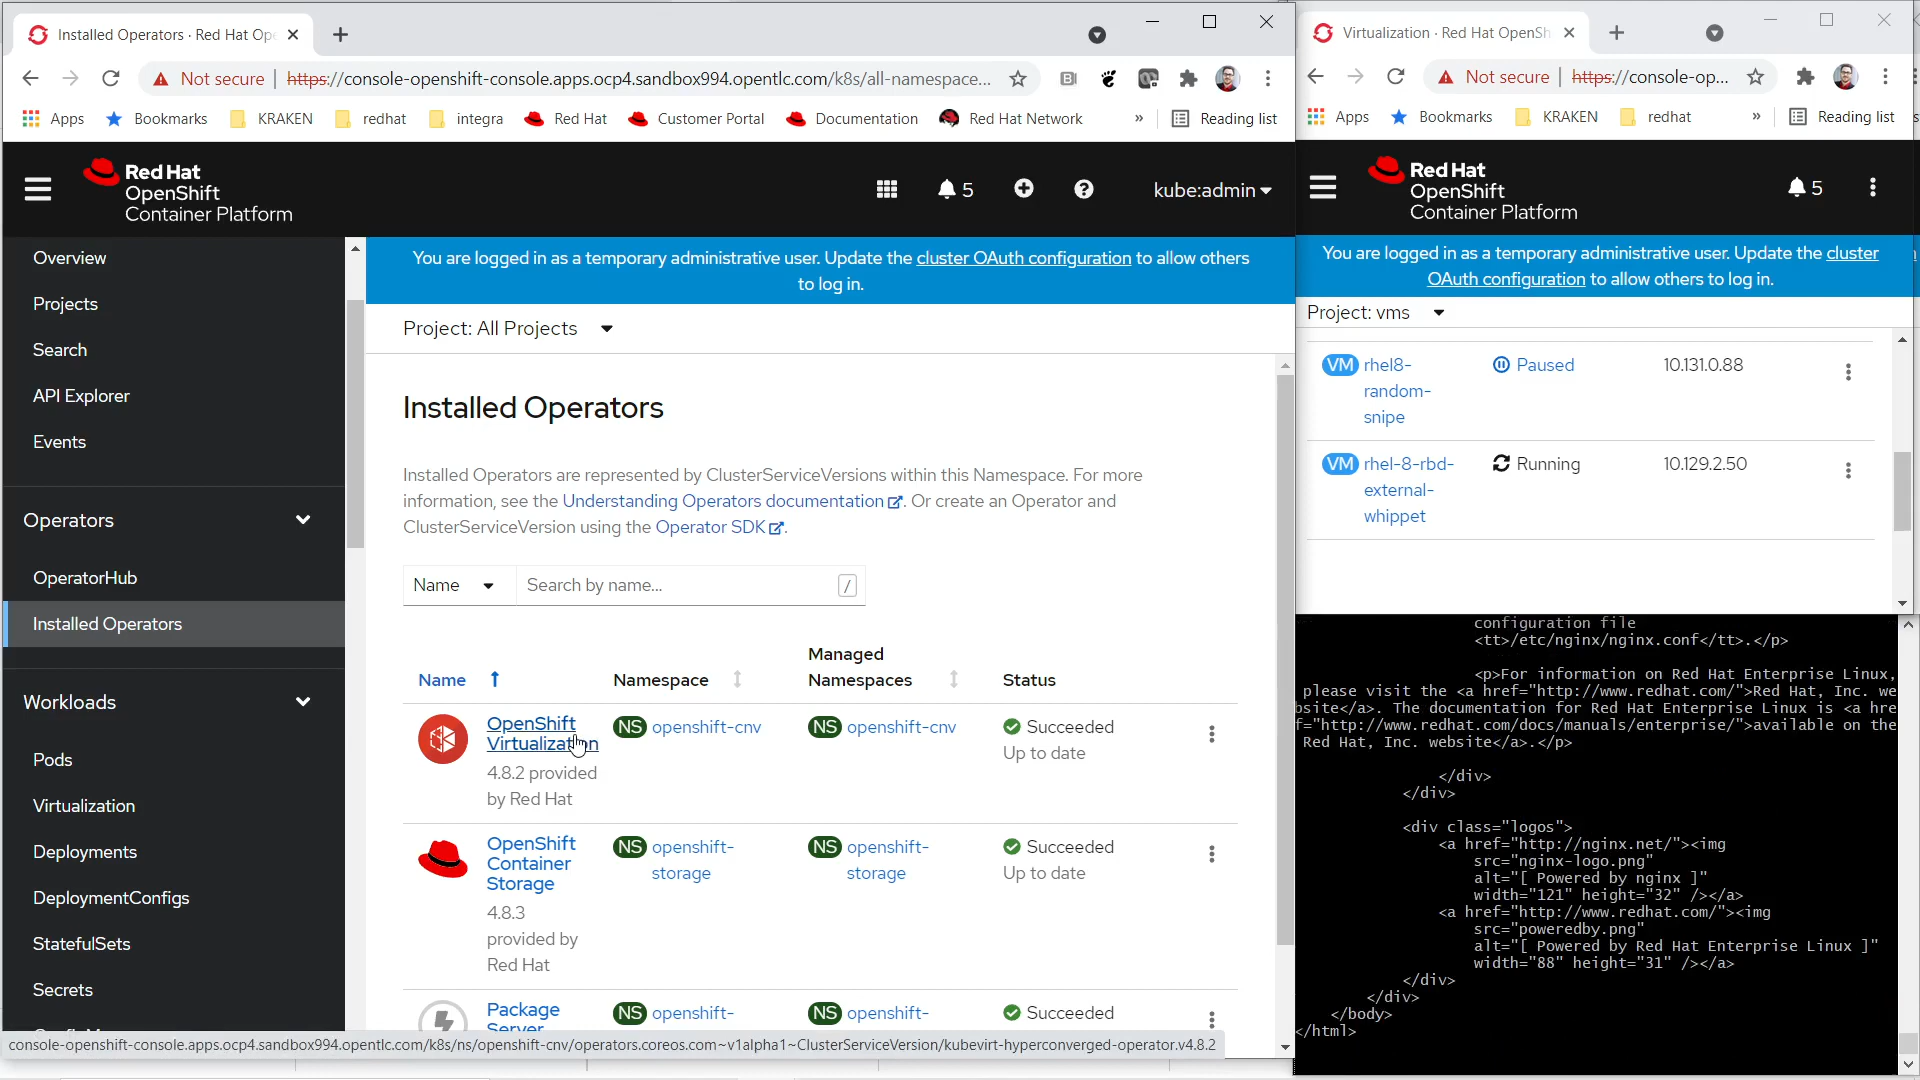 Installed Operators · Red Hat Ope
Not secure | https://console-openshift-console.apps.ocp4.sandbox994.opentlc.com/k8s/all-namespace...
Apps Bookmarks KRAKEN redhat integra Red Hat Customer Portal Documentation Red Hat Network » Reading list
Red Hat
OpenShift
Container Platform
5
kube:admin
Overview
Projects
Search
API Explorer
Events
Operators
OperatorHub
Installed Operators
Workloads
Pods
Virtualization
Deployments
DeploymentConfigs
StatefulSets
Secrets
You are logged in as a temporary administrative user. Update the cluster OAuth configuration to allow others
to log in.
Project: All Projects
Installed Operators
Installed Operators are represented by ClusterServiceVersions within this Namespace. For more
information, see the Understanding Operators documentation. Or create an Operator and
ClusterServiceVersion using the Operator SDK.
Name Search by name... /
Managed
Name Namespace Namespaces Status
OpenShift
Virtualization
4.8.2 provided
by Red Hat
NS openshift-cnv
NS openshift-cnv
Succeeded
Up to date
OpenShift
Container
Storage
4.8.3
provided by
Red Hat
NS openshift-
storage
NS openshift-
storage
Succeeded
Up to date
Package
Server
NS openshift-
NS openshift-
Succeeded
console-openshift-console.apps.ocp4.sandbox994.opentlc.com/k8s/ns/openshift-cnv/operators.coreos.com~v1alpha1~ClusterServiceVersion/kubevirt-hyperconverged-operator.v4.8.2
Virtualization · Red Hat OpenSh
Not secure | https://console-op...
Apps Bookmarks KRAKEN redhat » Reading list
Red Hat
OpenShift
Container Platform
5
You are logged in as a temporary administrative user. Update the cluster
OAuth configuration to allow others to log in.
Project: vms
VM rhel8-
random-
snipe
Paused
10.131.0.88
VM rhel-8-rbd-
external-
whippet
Running
10.129.2.50
configuration file
<tt>/etc/nginx/nginx.conf</tt>.</p>
<p>For information on Red Hat Enterprise Linux,
please visit the <a href="http://www.redhat.com/">Red Hat, Inc. we
bsite</a>. The documentation for Red Hat Enterprise Linux is <a hre
f="http://www.redhat.com/docs/manuals/enterprise/">available on the
Red Hat, Inc. website</a>.</p>
</div>
</div>
<div class="logos">
<a href="http://nginx.net/"><img
src="nginx-logo.png"
alt="[ Powered by nginx ]"
width="121" height="32" /></a>
<a href="http://www.redhat.com/"><img
src="poweredby.png"
alt="[ Powered by Red Hat Enterprise Linux ]"
width="88" height="31" /></a>
</div>
</div>
</body>
</html>